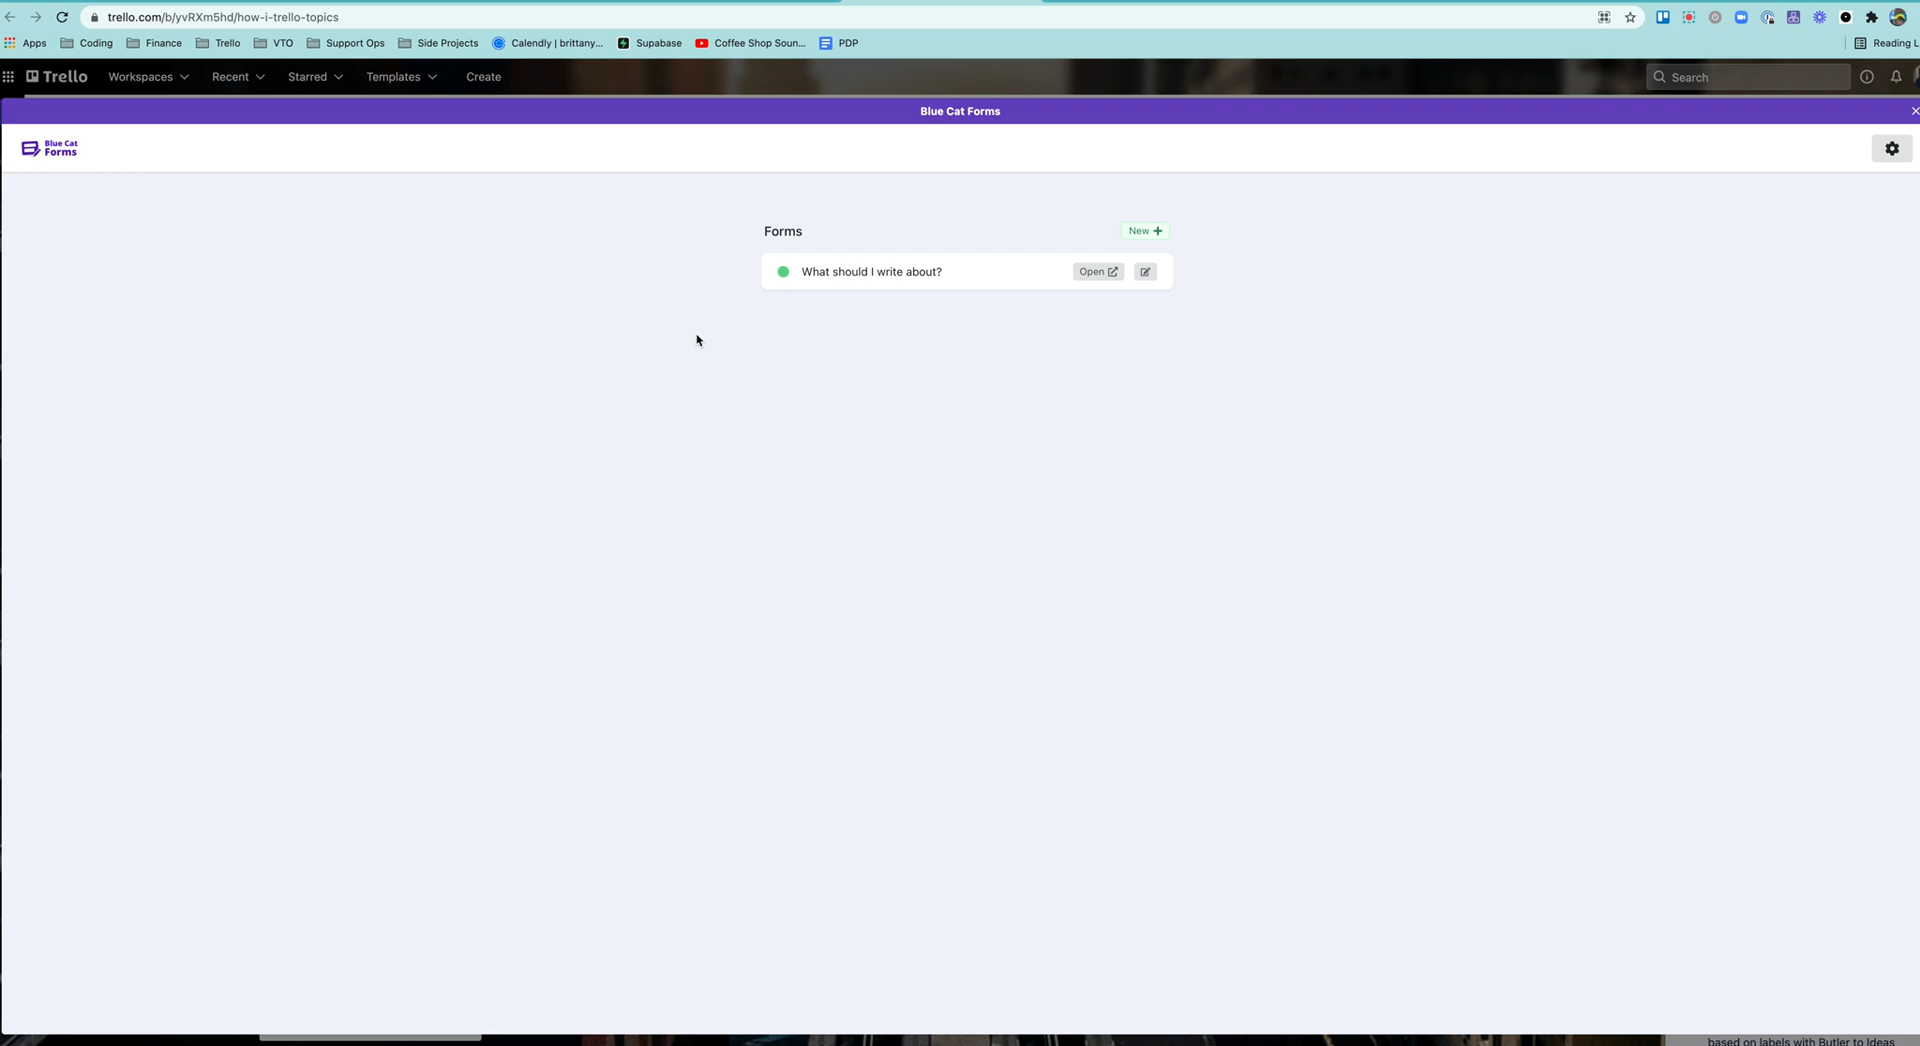 trello.com/b/yvRXm5hd/how-i-trello-topics
Apps Coding Finance Trello VTO Support Ops Side Projects Calendly | brittany... Supabase Coffee Shop Soun... PDP Reading L
Trello Workspaces Recent Starred Templates Create Search
Blue Cat Forms
Blue Cat
Forms
Forms New +
What should I write about? Open
based on labels with Butler to Ideas